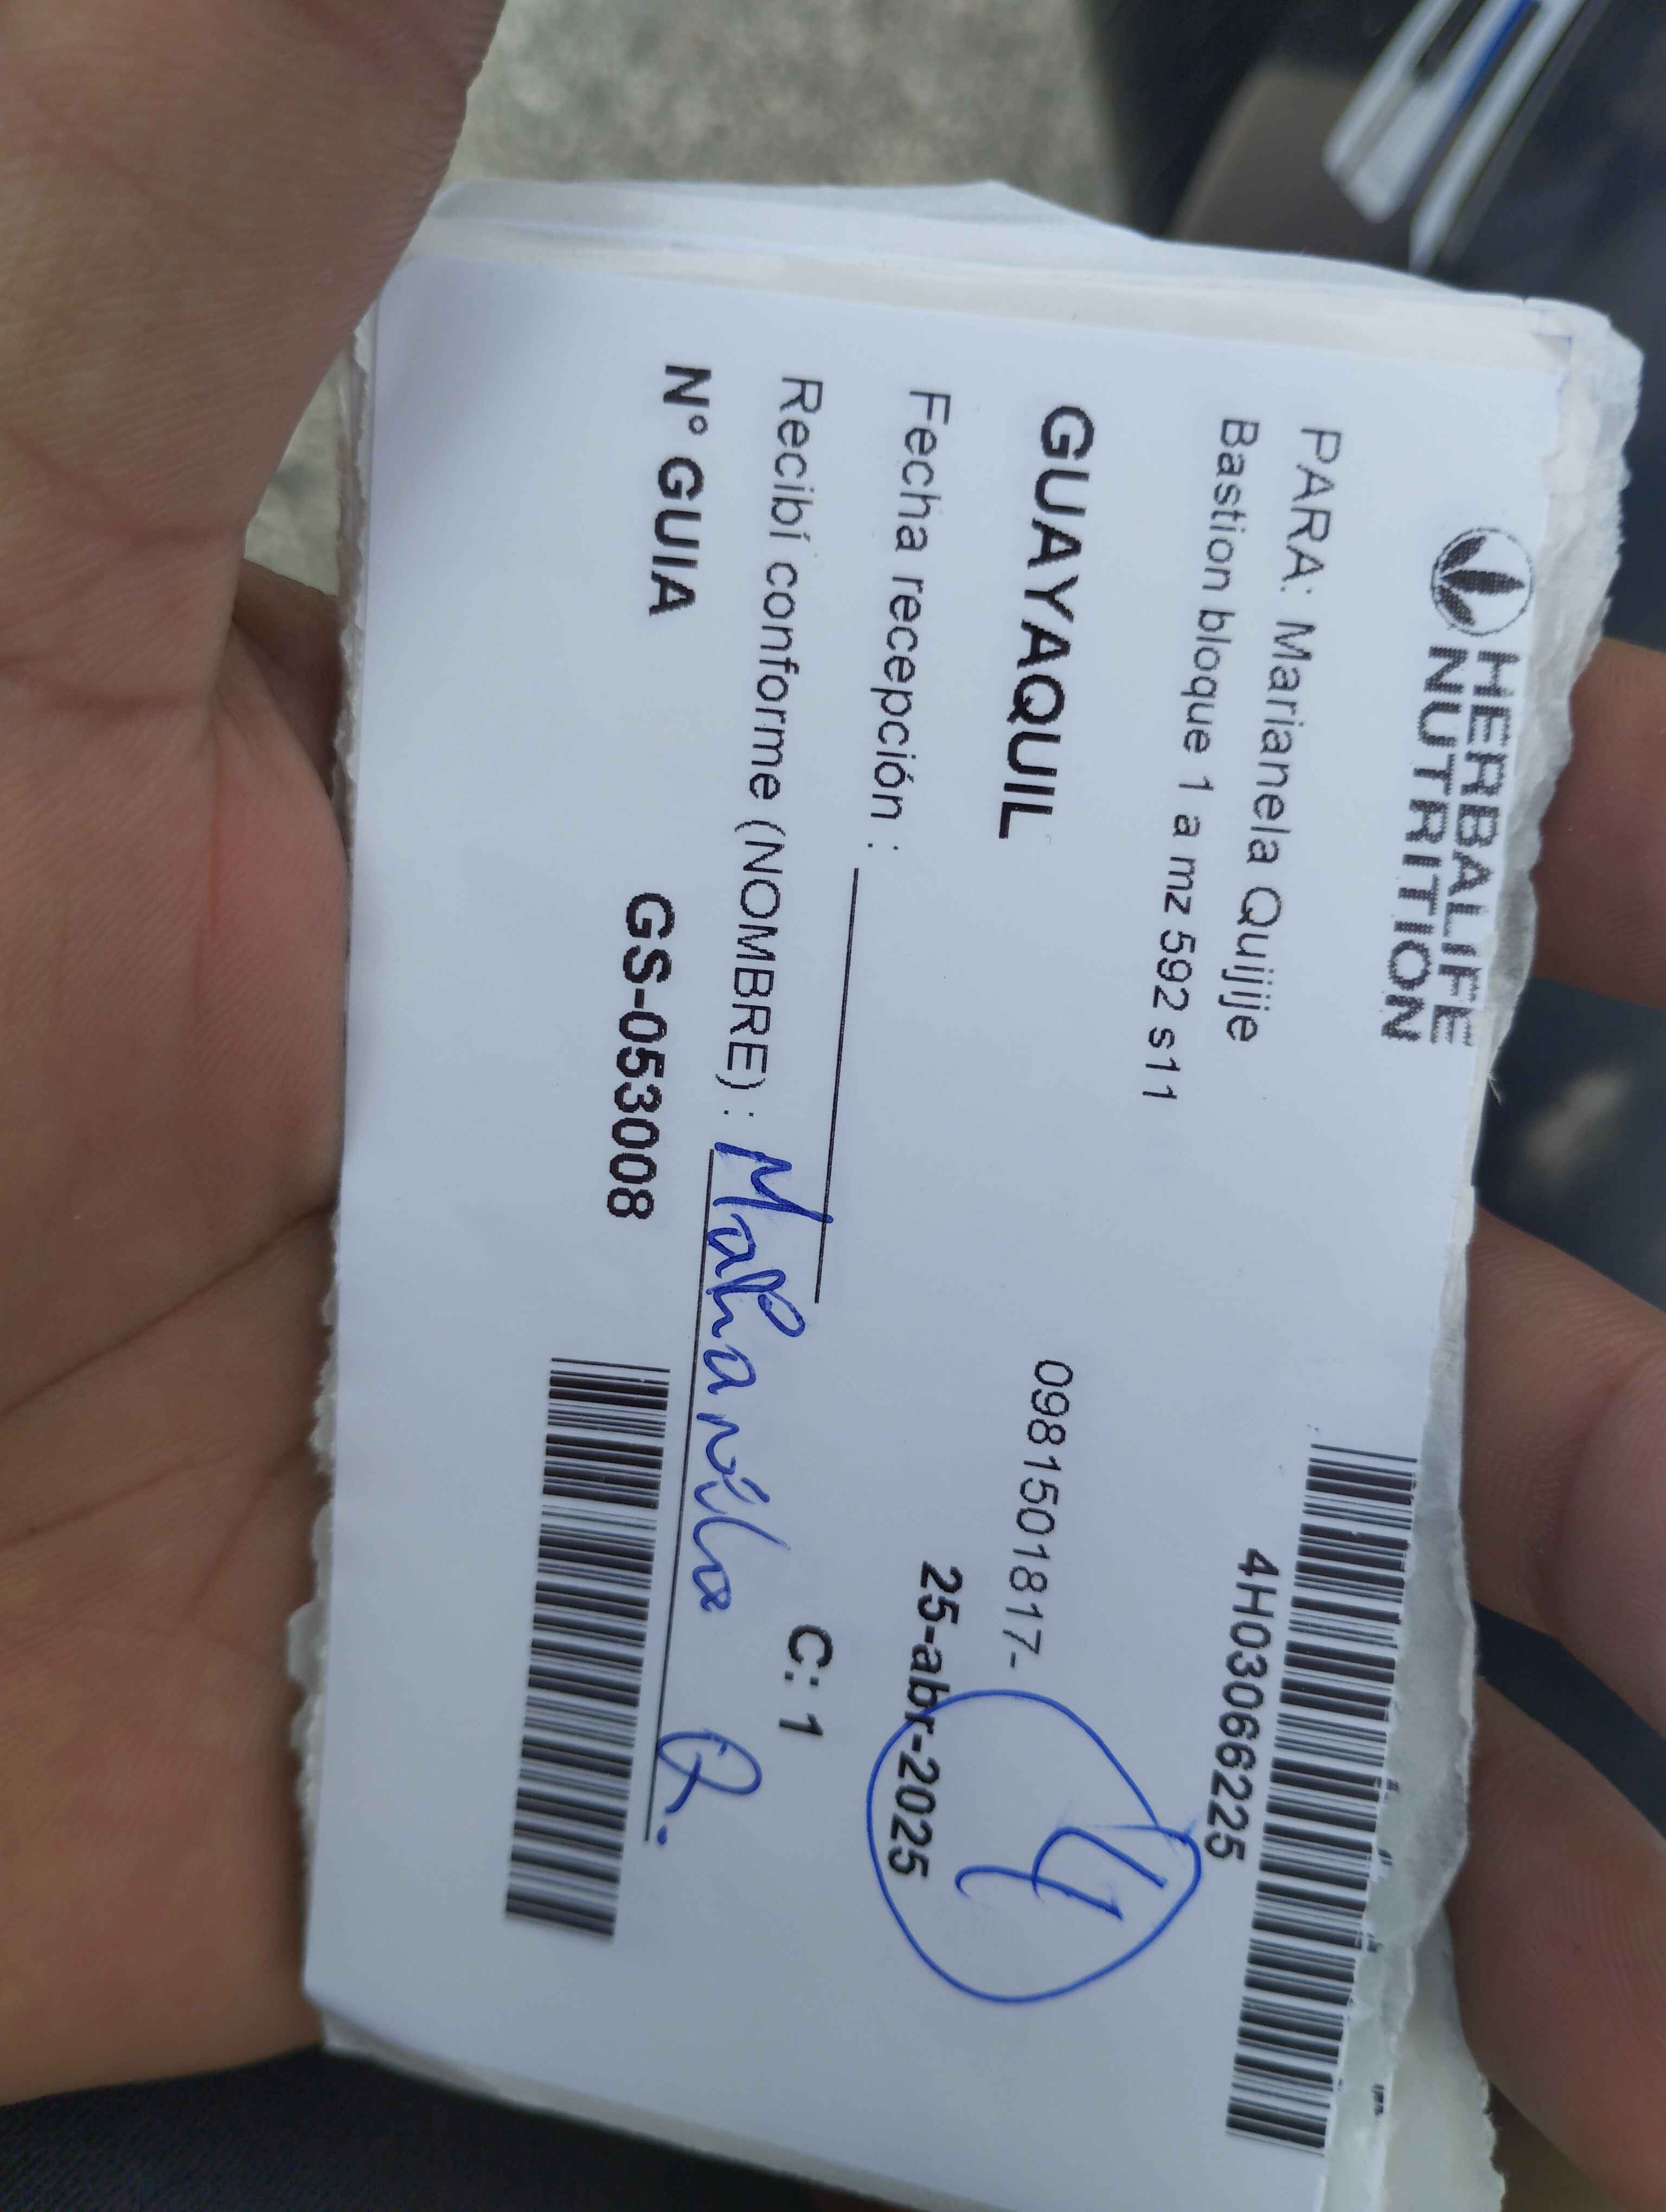 HERBALIFE
NUTRITION
4H03066225
PARA: Marianela Quijije
Bastion bloque 1 a mz 592 s11
4
GUAYAQUIL 0981501817-
25-abr-2025
Fecha recepción :
C: 1
Recibí conforme (NOMBRE) : Marianela Q.
N° GUIA GS-053008